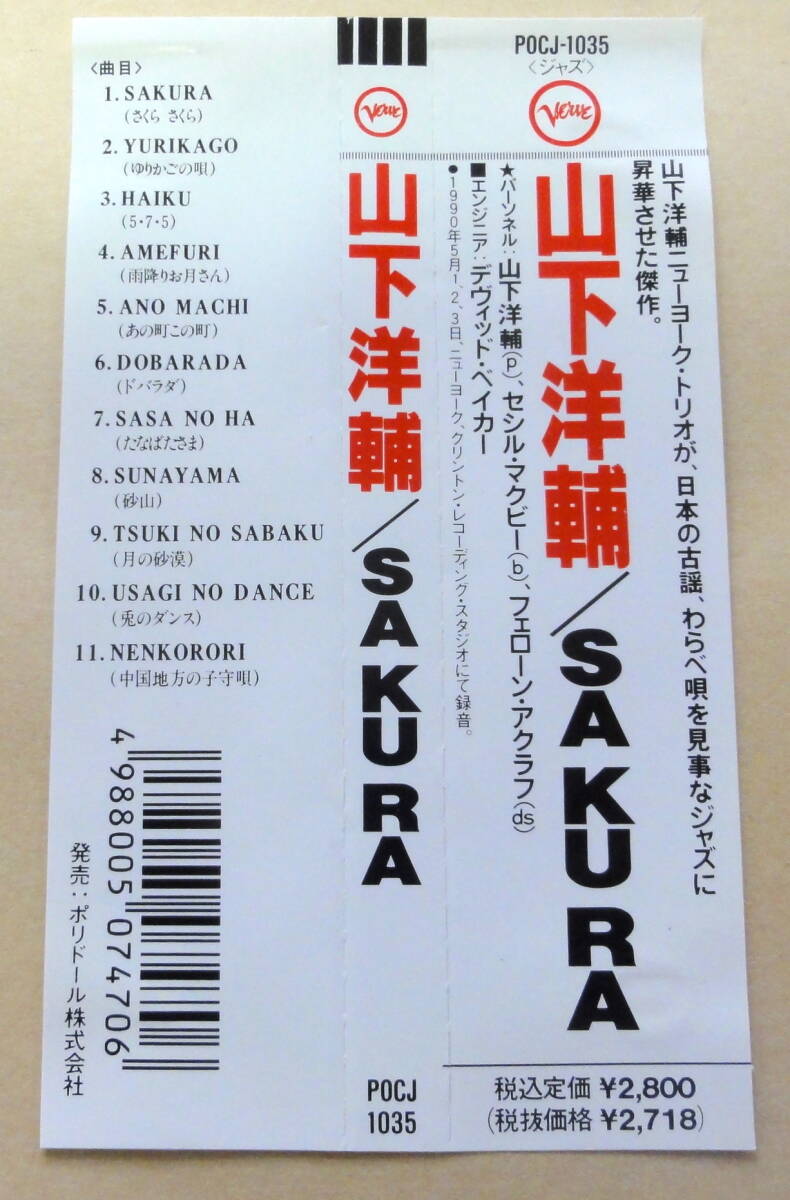 〈曲目〉
1. SAKURA
(さくら さくら)
2. YURIKAGO
(ゆりかごの唄)
3. HAIKU
(5・7・5)
4. AMEFURI
(雨降りお月さん)
5. ANO MACHI
(あの町この町)
6. DOBARADA
(ドバラダ)
7. SASA NO HA
(たなばたさま)
8. SUNAYAMA
(砂山)
9. TSUKI NO SABAKU
(月の砂漠)
10. USAGI NO DANCE
(兎のダンス)
11. NENKORORI
(中国地方の子守唄)
4 988005 074706
発売：ポリドール株式会社
Verve
山下洋輔／SAKURA
POCJ
1035
POCJ-1035
〈ジャズ〉
Verve
山下洋輔ニューヨーク・トリオが、日本の古謡、わらべ唄を見事なジャズに
昇華させた傑作。
山下洋輔／SAKURA
★パーソネル：山下洋輔(p)、セシル・マクビー(b)、フェローン・アクラフ(ds)
■エンジニア：デヴィッド・ベイカー
●1990年5月1、2、3日、ニューヨーク、クリントン・レコーディング・スタジオにて録音。
税込定価 ¥2,800
(税抜価格 ¥2,718)